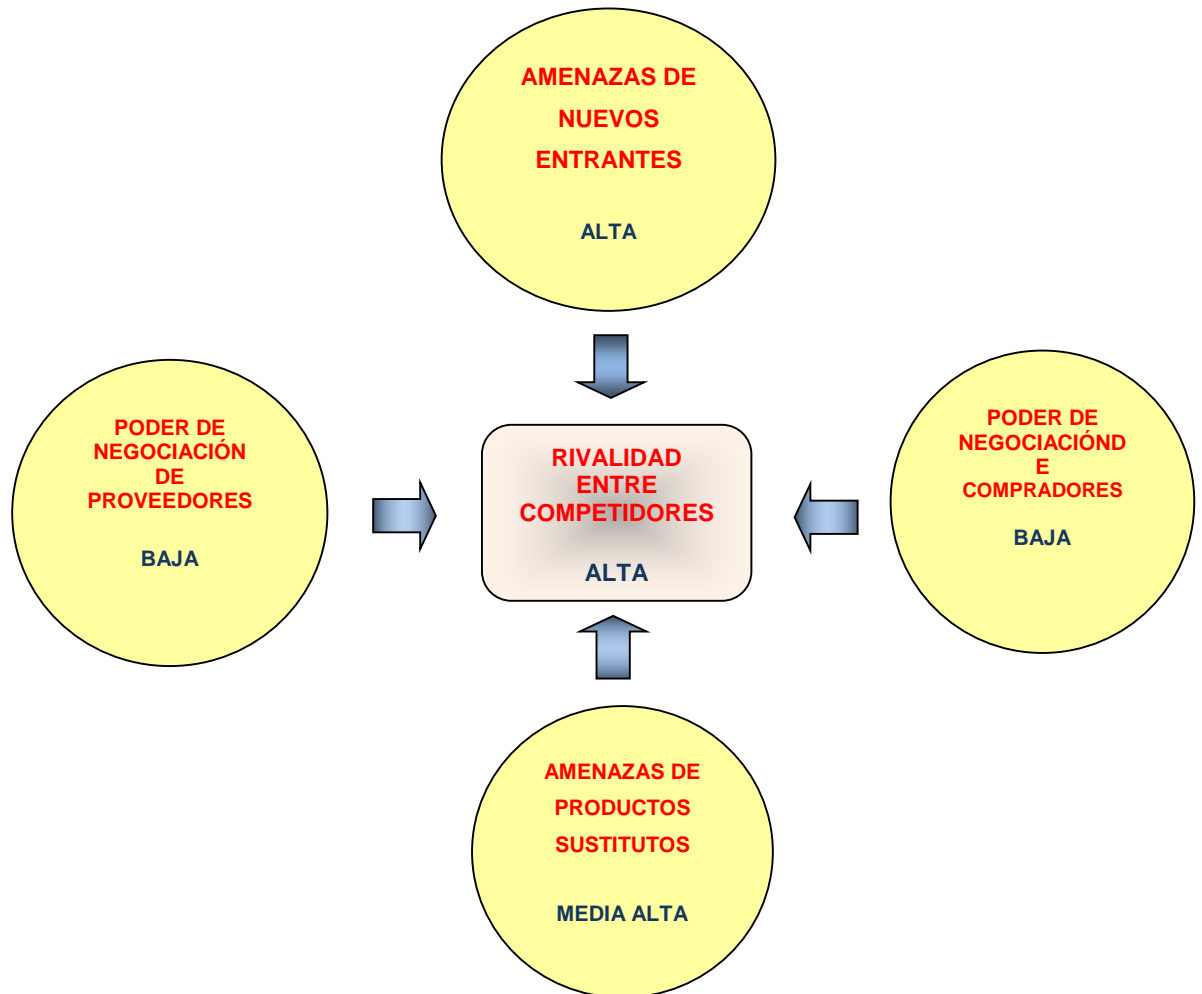 AMENAZAS DE
NUEVOS
ENTRANTES
ALTA
PODER DE
NEGOCIACIÓN
DE
PROVEEDORES
BAJA
RIVALIDAD
ENTRE
COMPETIDORES
ALTA
PODER DE
NEGOCIACIÓND
E
COMPRADORES
BAJA
AMENAZAS DE
PRODUCTOS
SUSTITUTOS
MEDIA ALTA